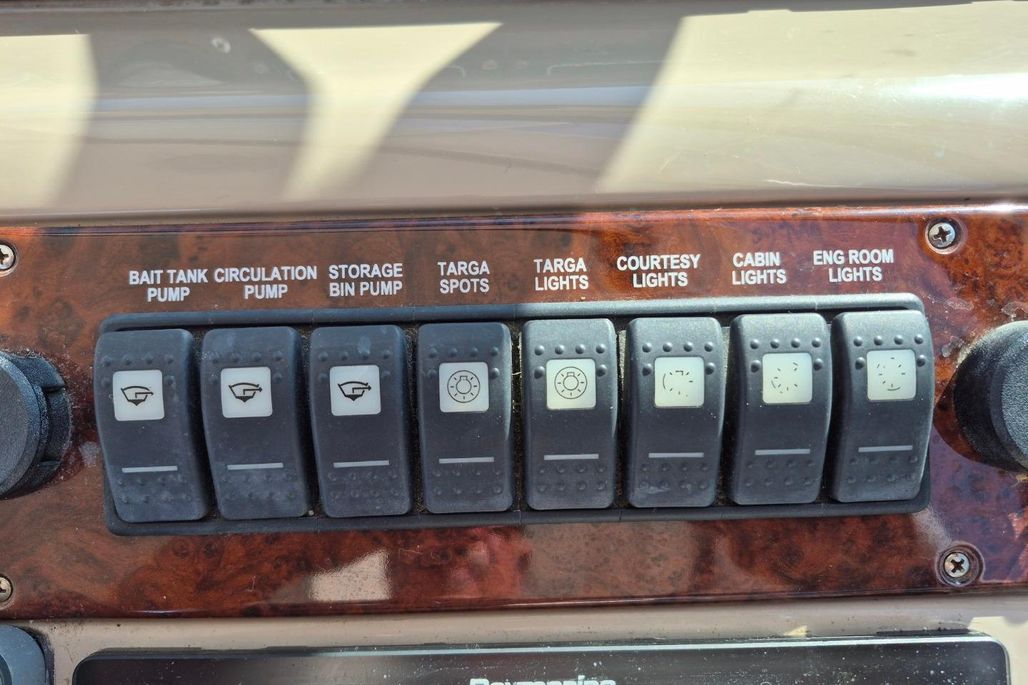 BAIT TANK
PUMP
CIRCULATION
PUMP
STORAGE
BIN PUMP
TARGA
SPOTS
TARGA
LIGHTS
COURTESY
LIGHTS
CABIN
LIGHTS
ENG ROOM
LIGHTS